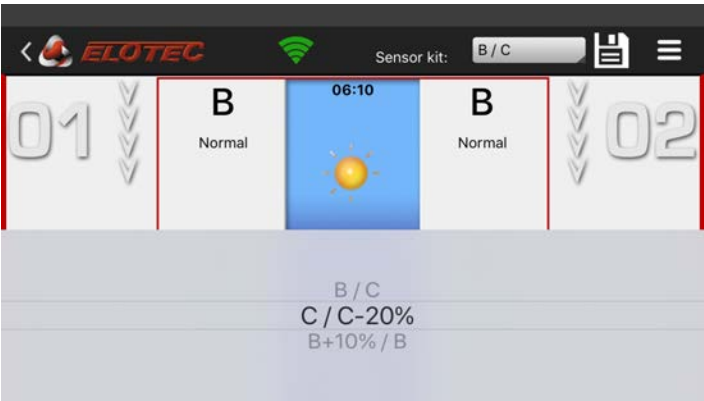 < ELOTEC Sensor kit: B / C
01 B 06:10 B 02
Normal Normal
B / C
C / C-20%
B+10% / B